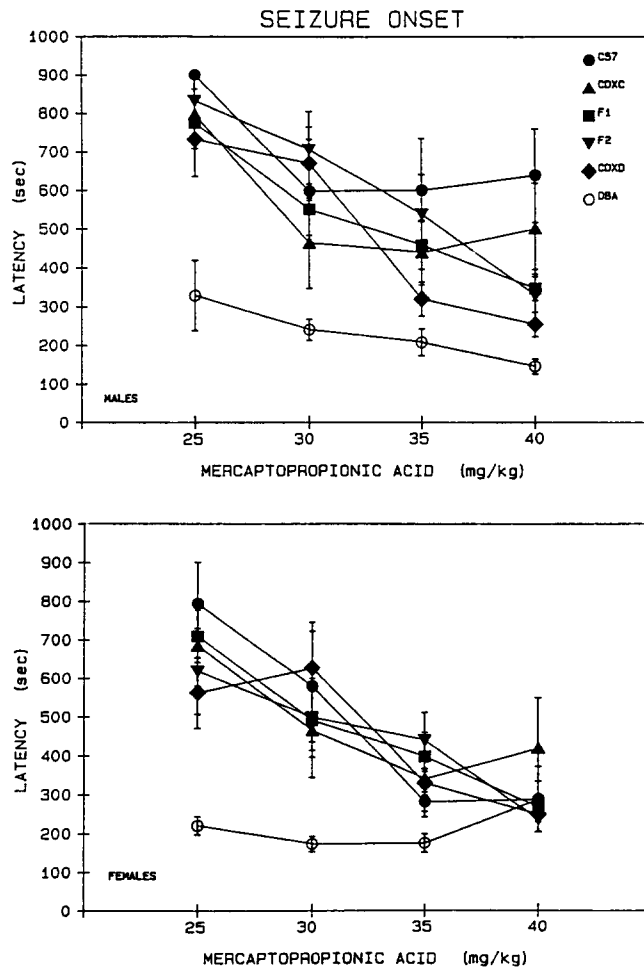 SEIZURE ONSET
1000
900
800
700
600
500
400
300
200
100
0
LATENCY (sec)
C57
CDXC
F1
F2
CDXD
DBA
MALES
25 30 35 40
MERCAPTOPROPIONIC ACID (mg/kg)
1000
900
800
700
600
500
400
300
200
100
0
LATENCY (sec)
FEMALES
25 30 35 40
MERCAPTOPROPIONIC ACID (mg/kg)